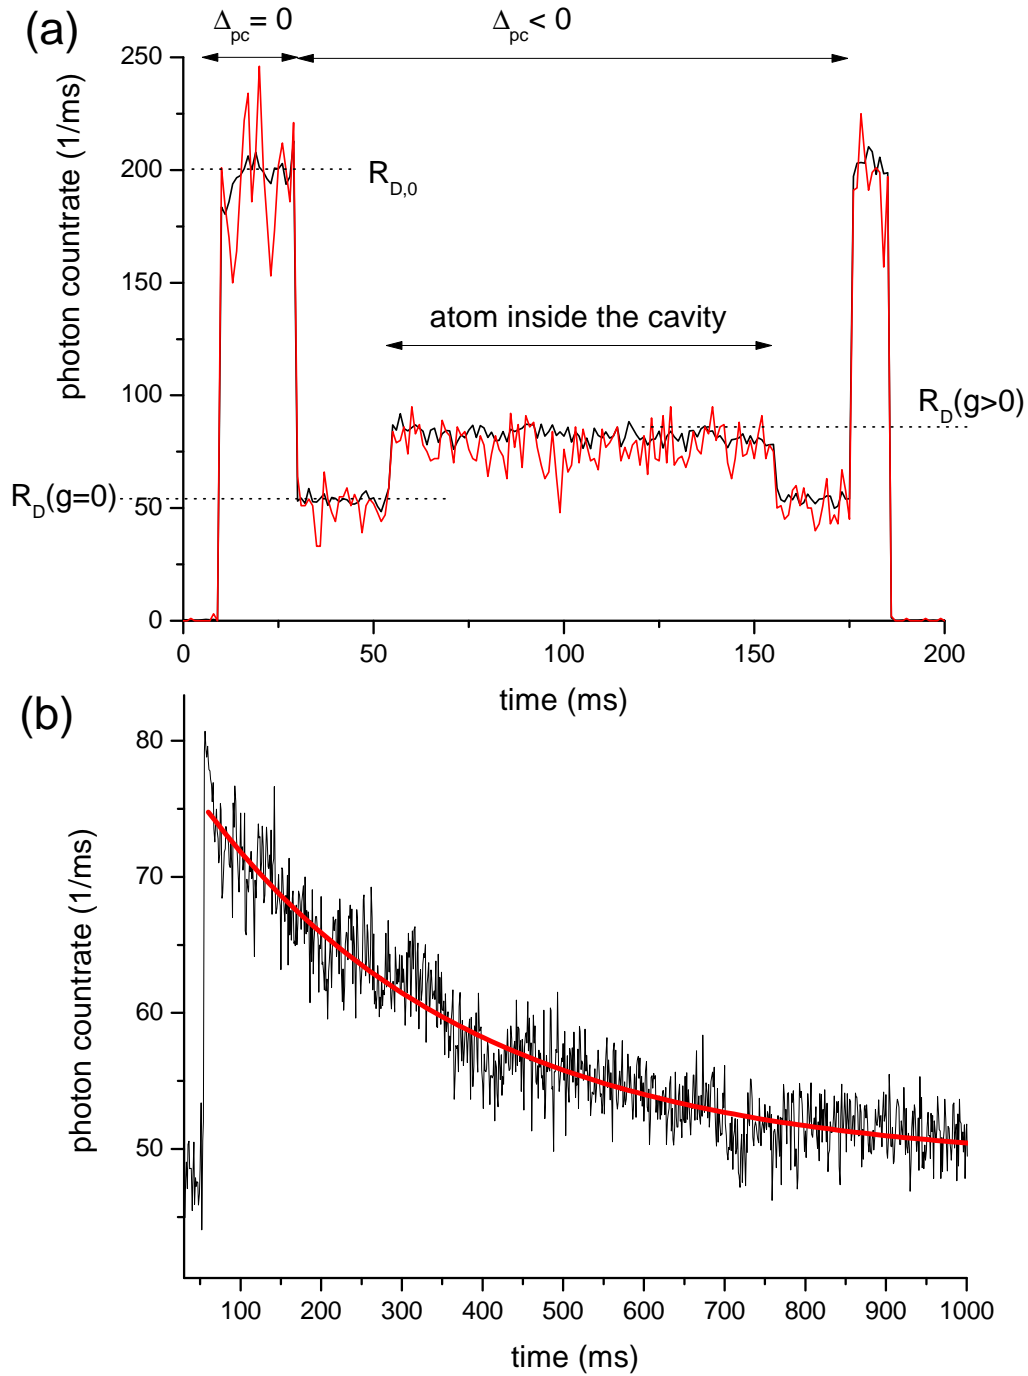 (a)
Δpc= 0
Δpc< 0
250
200
150
100
50
0
photon countrate (1/ms)
RD,0
atom inside the cavity
RD(g>0)
RD(g=0)
0
50
100
150
200
time (ms)
(b)
80
70
60
50
photon countrate (1/ms)
100
200
300
400
500
600
700
800
900
1000
time (ms)